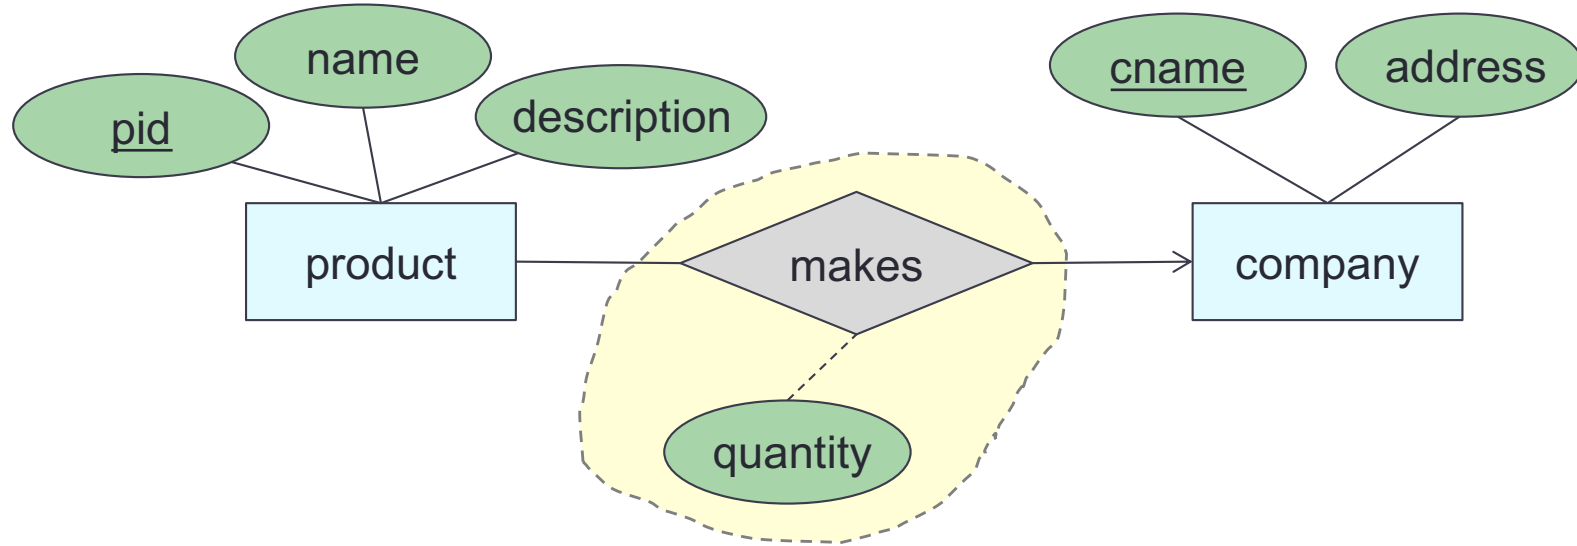 name
cname
address
pid
description
product
makes
company
quantity